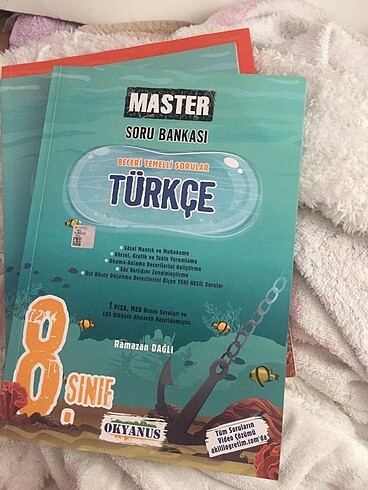 MASTER
SORU BANKASI
BECERİ TEMELLİ SORULAR
TÜRKÇE
Sözel Mantık ve Muhakeme
Görsel, Grafik ve Tablo Yorumlama
Okuma-Anlama Becerilerini Geliştirme
Söz Varlığını Zenginleştirme
Üst Düzey Düşünme Becerilerini Ölçen YENİ NESİL Sorular
PISA, MEB Örnek Soruları ve
LGS Dikkate Alınarak Hazırlanmıştır.
Ramazan DAĞLI
8.
SINIF
OKYANUS
Tüm Soruların
Video Çözümü
akilliogretim.com'da